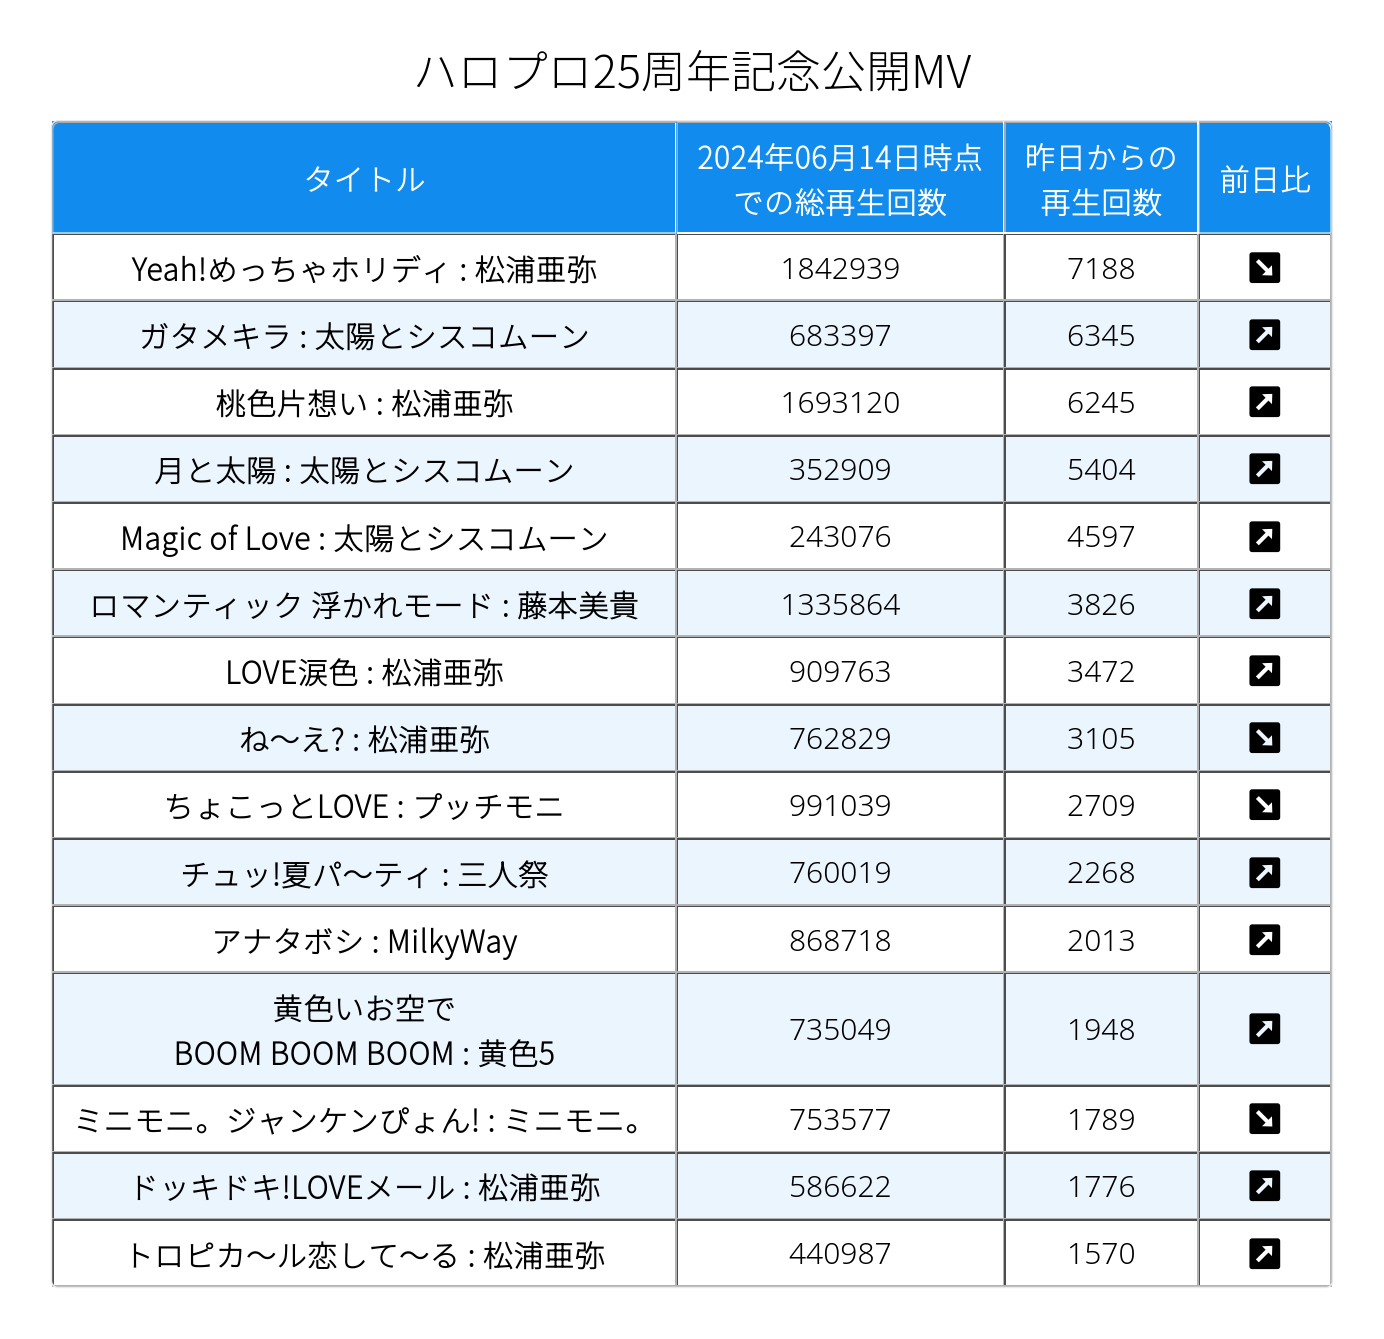 ハロプロ25周年記念公開MV
タイトル
2024年06月14日時点
での総再生回数
昨日からの
再生回数
前日比
Yeah!めっちゃホリディ : 松浦亜弥 1842939 7188
ガタメキラ : 太陽とシスコムーン 683397 6345
桃色片想い : 松浦亜弥 1693120 6245
月と太陽 : 太陽とシスコムーン 352909 5404
Magic of Love : 太陽とシスコムーン 243076 4597
ロマンティック 浮かれモード : 藤本美貴 1335864 3826
LOVE涙色 : 松浦亜弥 909763 3472
ね～え? : 松浦亜弥 762829 3105
ちょこっとLOVE : プッチモニ 991039 2709
チュッ!夏パ～ティ : 三人祭 760019 2268
アナタボシ : MilkyWay 868718 2013
黄色いお空で
BOOM BOOM BOOM : 黄色5 735049 1948
ミニモニ。ジャンケンぴょん! : ミニモニ。 753577 1789
ドッキドキ!LOVEメール : 松浦亜弥 586622 1776
トロピカ～ル恋して～る : 松浦亜弥 440987 1570